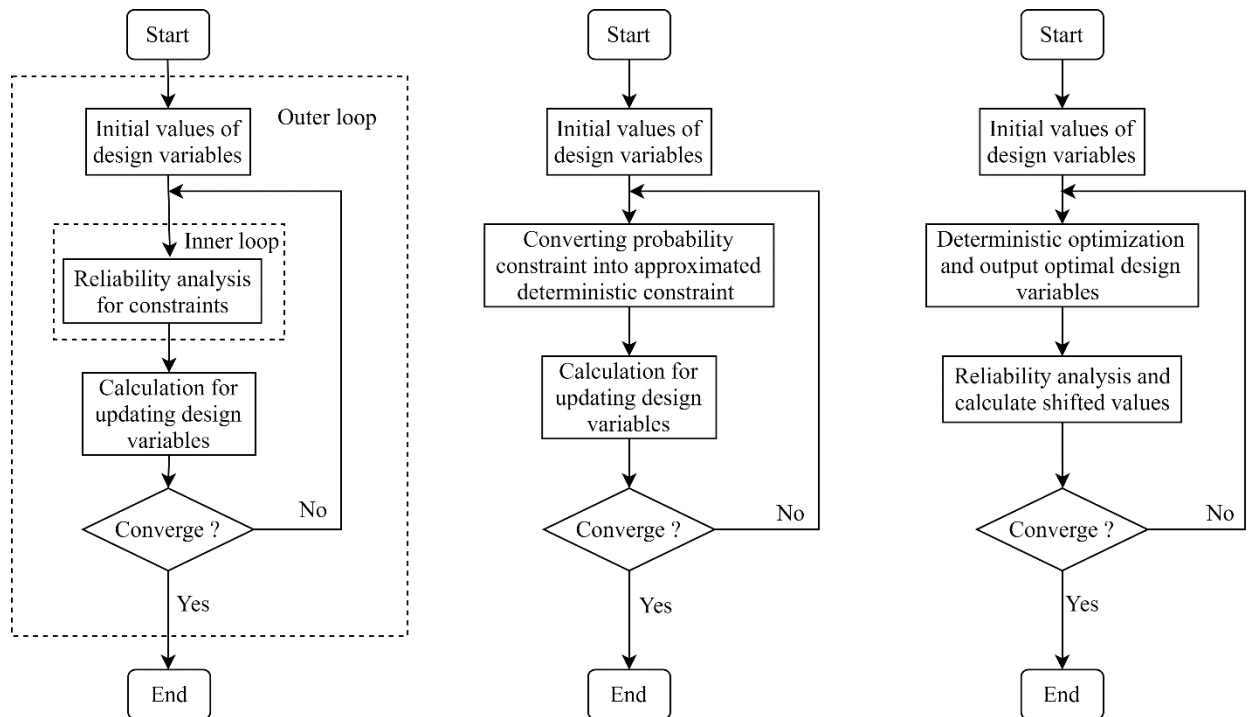 Start
Outer loop
Initial values of
design variables
Inner loop
Reliability analysis
for constraints
Calculation for
updating design
variables
Converge ?
No
Yes
End
Start
Initial values of
design variables
Converting probability
constraint into approximated
deterministic constraint
Calculation for
updating design
variables
Converge ?
No
Yes
End
Start
Initial values of
design variables
Deterministic optimization
and output optimal design
variables
Reliability analysis and
calculate shifted values
Converge ?
No
Yes
End